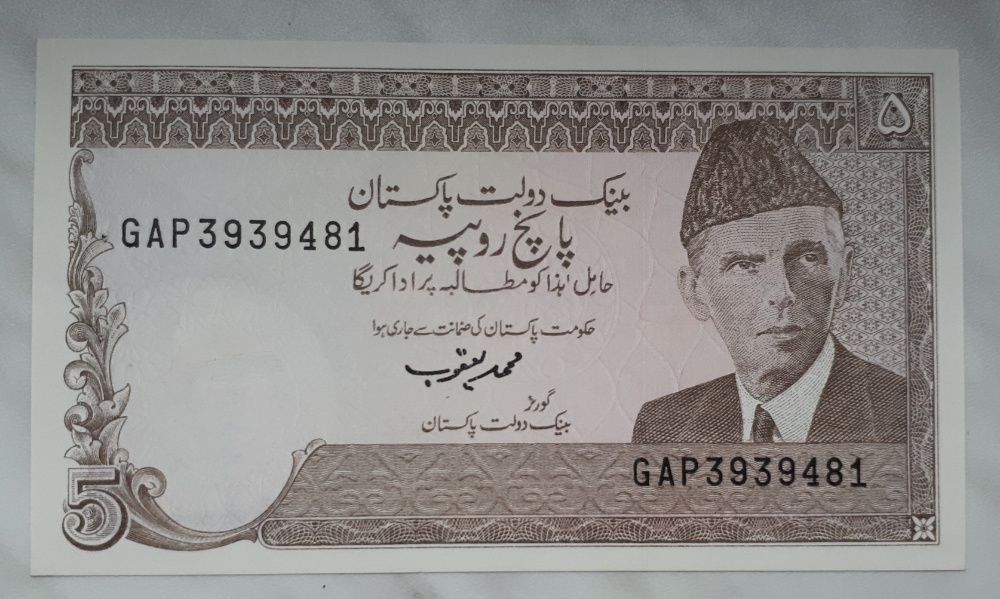 ۵
بینک دولت پاکستان
GAP3939481
پانچ روپیہ
حاملِ ہٰذا کو مطالبہ پر ادا کریگا
حکومت پاکستان کی ضمانت سے جاری ہوا
محمد یعقوب
گورنر
بینک دولت پاکستان
GAP3939481
5